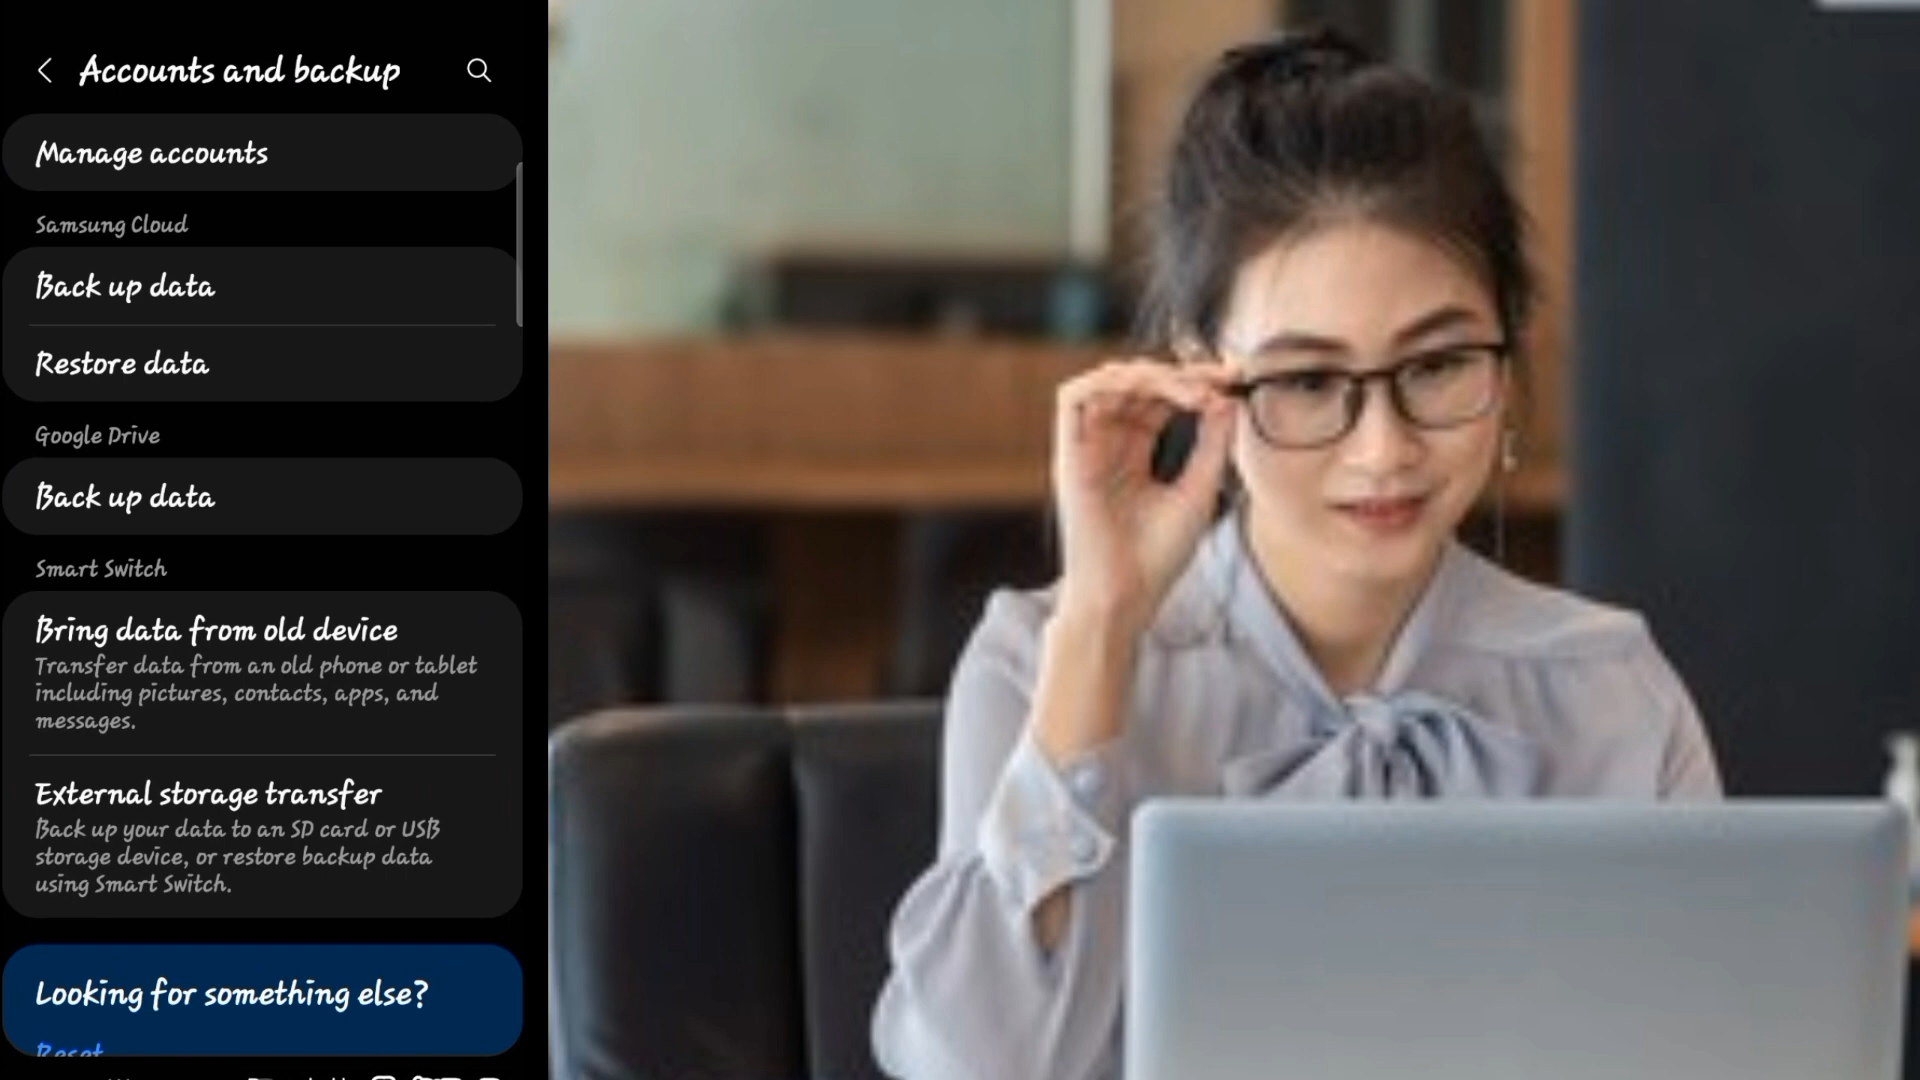 Accounts and backup
Manage accounts
Samsung Cloud
Back up data
Restore data
Google Drive
Back up data
Smart Switch
Bring data from old device
Transfer data from an old phone or tablet
including pictures, contacts, apps, and
messages.
External storage transfer
Back up your data to an SD card or USB
storage device, or restore backup data
using Smart Switch.
Looking for something else?
Reset